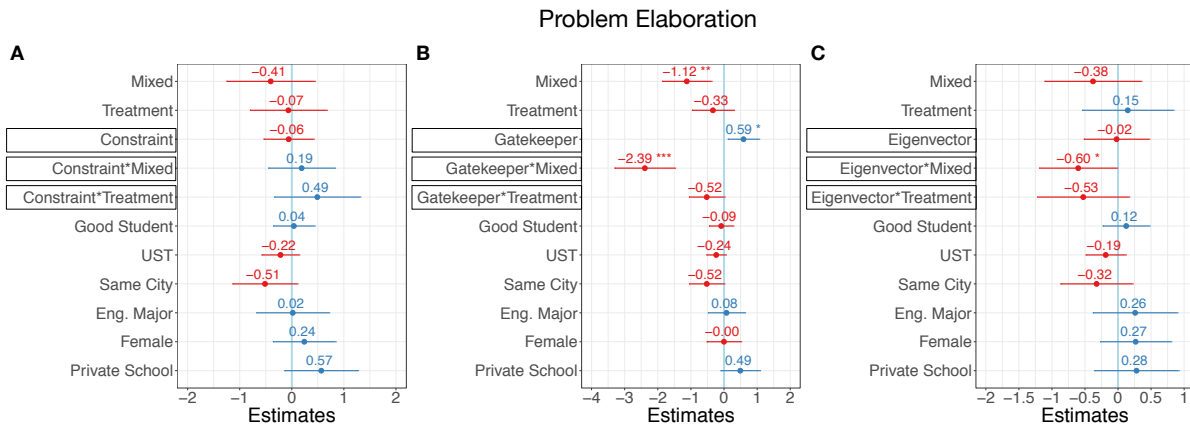 Problem Elaboration
A
Mixed
Treatment
Constraint
Constraint*Mixed
Constraint*Treatment
Good Student
UST
Same City
Eng. Major
Female
Private School
−0.41
−0.07
−0.06
0.19
0.49
0.04
−0.22
−0.51
0.02
0.24
0.57
−2 −1 0 1 2
Estimates
B
Mixed
Treatment
Gatekeeper
Gatekeeper*Mixed
Gatekeeper*Treatment
Good Student
UST
Same City
Eng. Major
Female
Private School
−1.12 **
−0.33
0.59 *
−2.39 ***
−0.52
−0.09
−0.24
−0.52
0.08
−0.00
0.49
−4 −3 −2 −1 0 1 2
Estimates
C
Mixed
Treatment
Eigenvector
Eigenvector*Mixed
Eigenvector*Treatment
Good Student
UST
Same City
Eng. Major
Female
Private School
−0.38
0.15
−0.02
−0.60 *
−0.53
0.12
−0.19
−0.32
0.26
0.27
0.28
−2 −1.5 −1 −0.5 0 0.5 1
Estimates